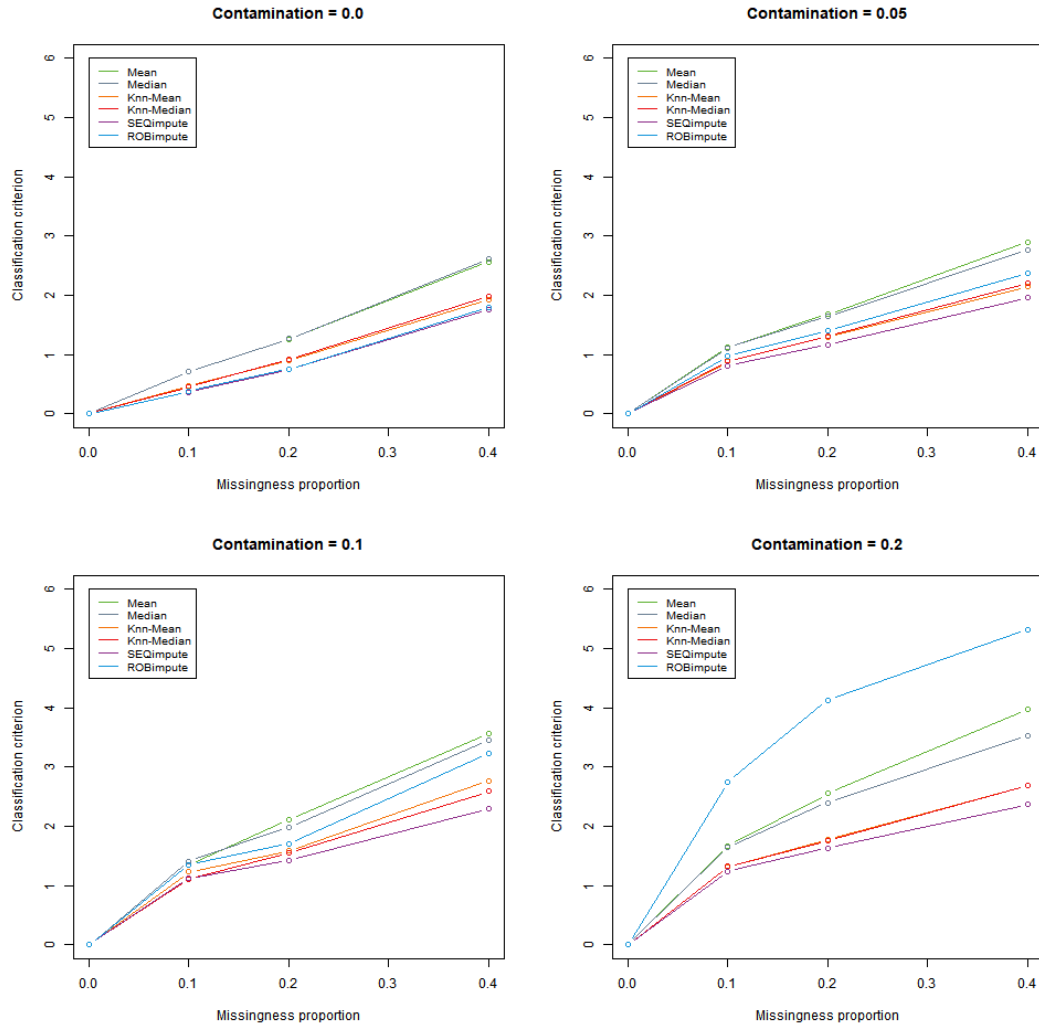 Contamination = 0.0
6
5
4
3
2
1
0
Classification criterion
Mean
Median
Knn-Mean
Knn-Median
SEQimpute
ROBimpute
0.0 0.1 0.2 0.3 0.4
Missingness proportion
Contamination = 0.05
6
5
4
3
2
1
0
Classification criterion
Mean
Median
Knn-Mean
Knn-Median
SEQimpute
ROBimpute
0.0 0.1 0.2 0.3 0.4
Missingness proportion
Contamination = 0.1
6
5
4
3
2
1
0
Classification criterion
Mean
Median
Knn-Mean
Knn-Median
SEQimpute
ROBimpute
0.0 0.1 0.2 0.3 0.4
Missingness proportion
Contamination = 0.2
6
5
4
3
2
1
0
Classification criterion
Mean
Median
Knn-Mean
Knn-Median
SEQimpute
ROBimpute
0.0 0.1 0.2 0.3 0.4
Missingness proportion